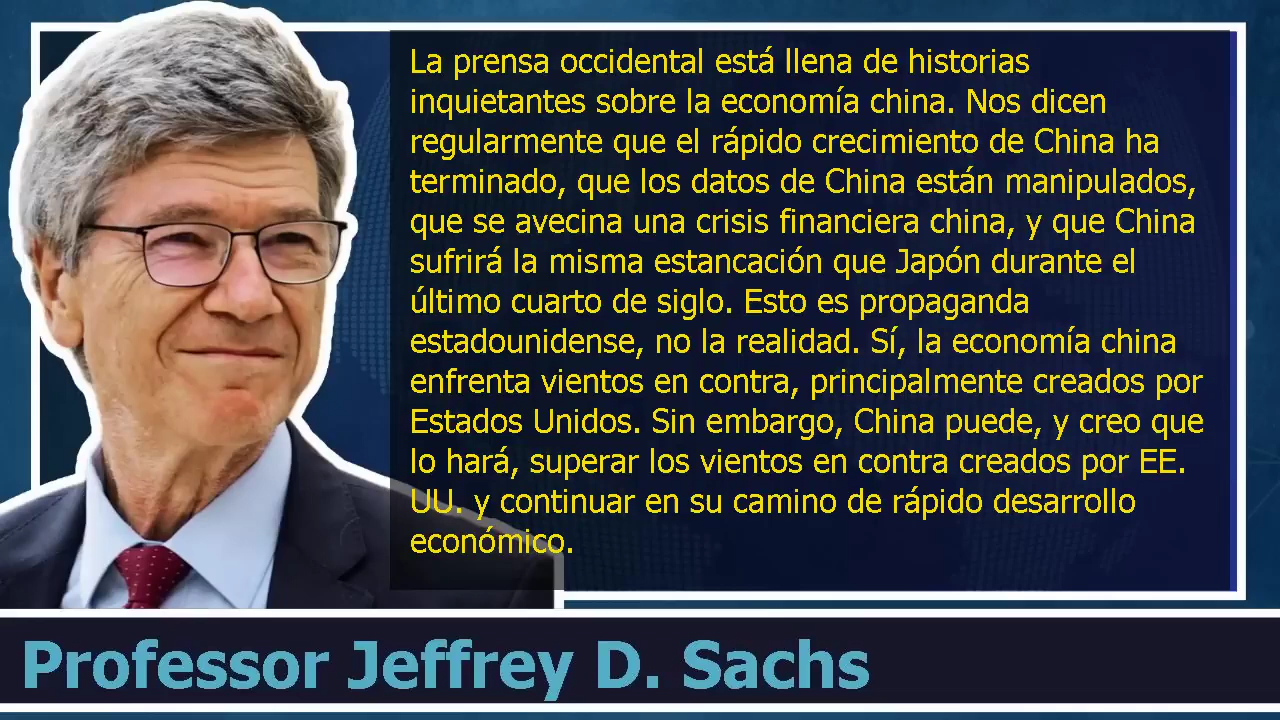 La prensa occidental está llena de historias
inquietantes sobre la economía china. Nos dicen
regularmente que el rápido crecimiento de China ha
terminado, que los datos de China están manipulados,
que se avecina una crisis financiera china, y que China
sufrirá la misma estancación que Japón durante el
último cuarto de siglo. Esto es propaganda
estadounidense, no la realidad. Sí, la economía china
enfrenta vientos en contra, principalmente creados por
Estados Unidos. Sin embargo, China puede, y creo que
lo hará, superar los vientos en contra creados por EE.
UU. y continuar en su camino de rápido desarrollo
económico.
Professor Jeffrey D. Sachs